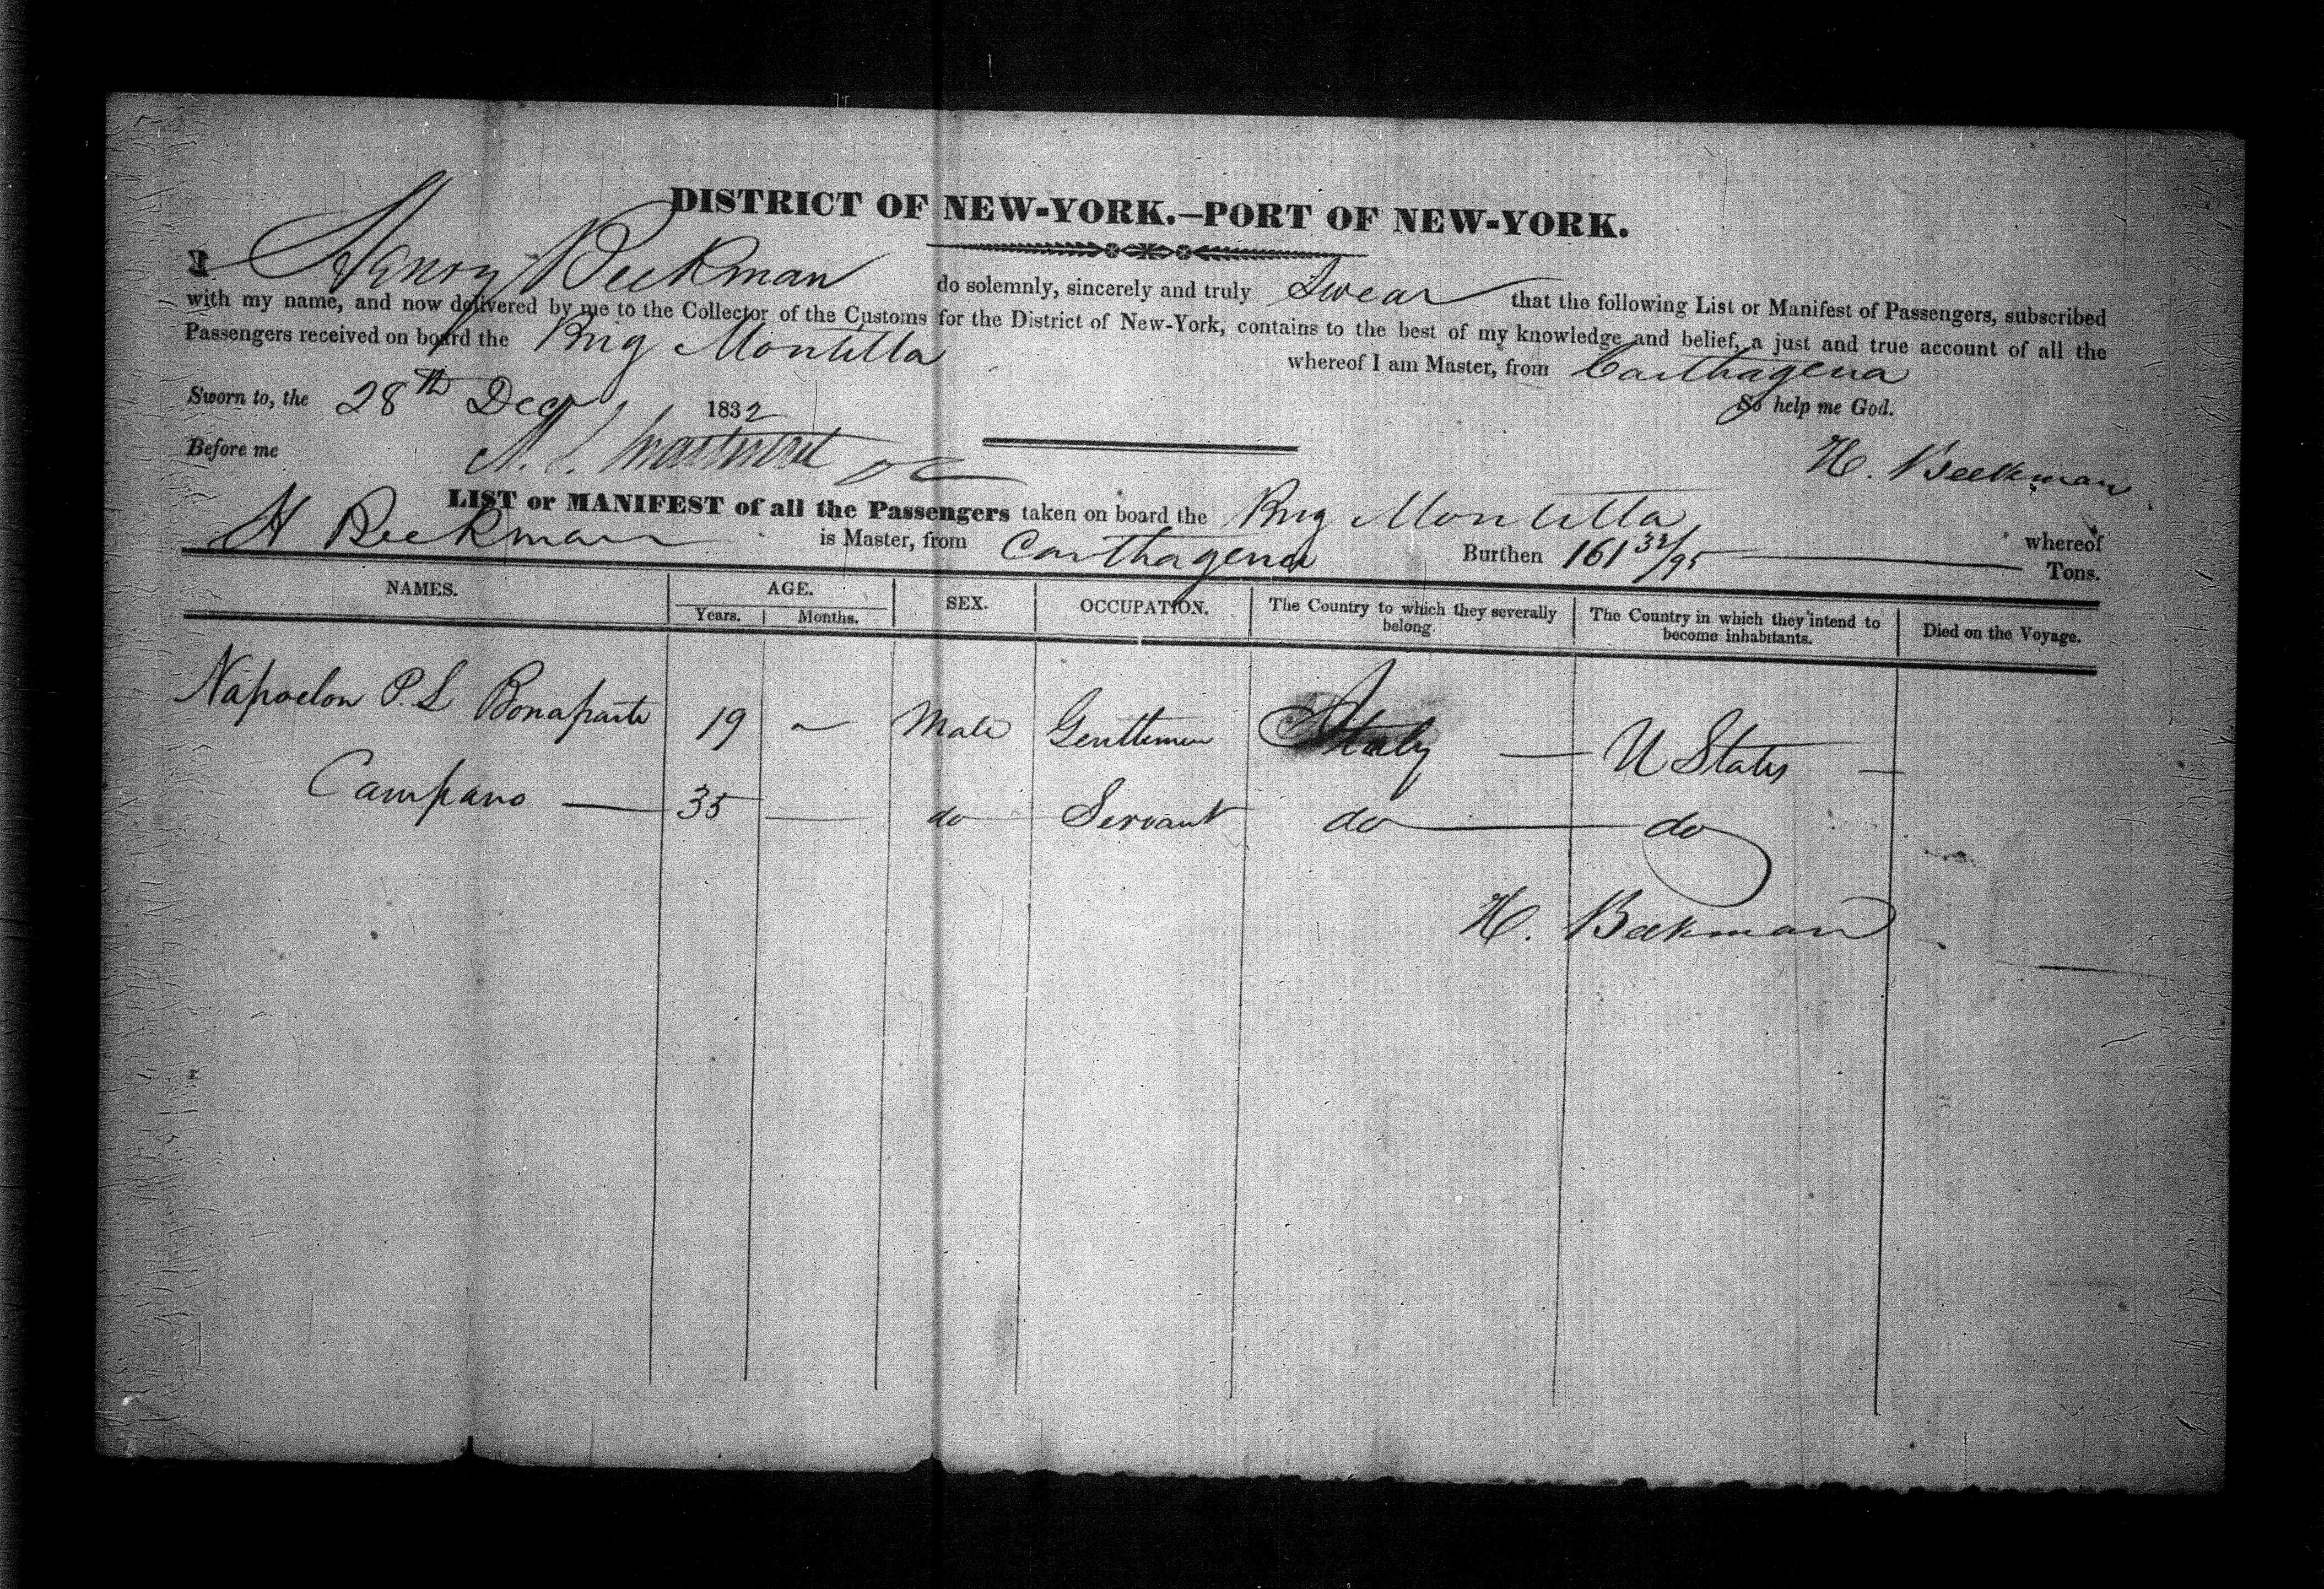 DISTRICT OF NEW-YORK.—PORT OF NEW-YORK.
I Henry Beekman do solemnly, sincerely and truly Swear that the following List or Manifest of Passengers, subscribed
with my name, and now delivered by me to the Collector of the Customs for the District of New-York, contains to the best of my knowledge and belief, a just and true account of all the
Passengers received on board the Brig Montilla whereof I am Master, from Carthagena
So help me God.
Sworn to, the 28th Decr 1832
Before me
H. Beekman
LIST or MANIFEST of all the Passengers taken on board the Brig Montilla whereof
H Beekman is Master, from Carthagena Burthen 161 32/95 Tons.
NAMES. AGE. SEX. OCCUPATION. The Country to which they severally belong. The Country in which they intend to become inhabitants. Died on the Voyage.
Years. Months.
Napoelon P. L Bonaparte 19 — Male Gentlemen Italy — U States —
Campano — 35 — do Servant do — do
H. Beekman